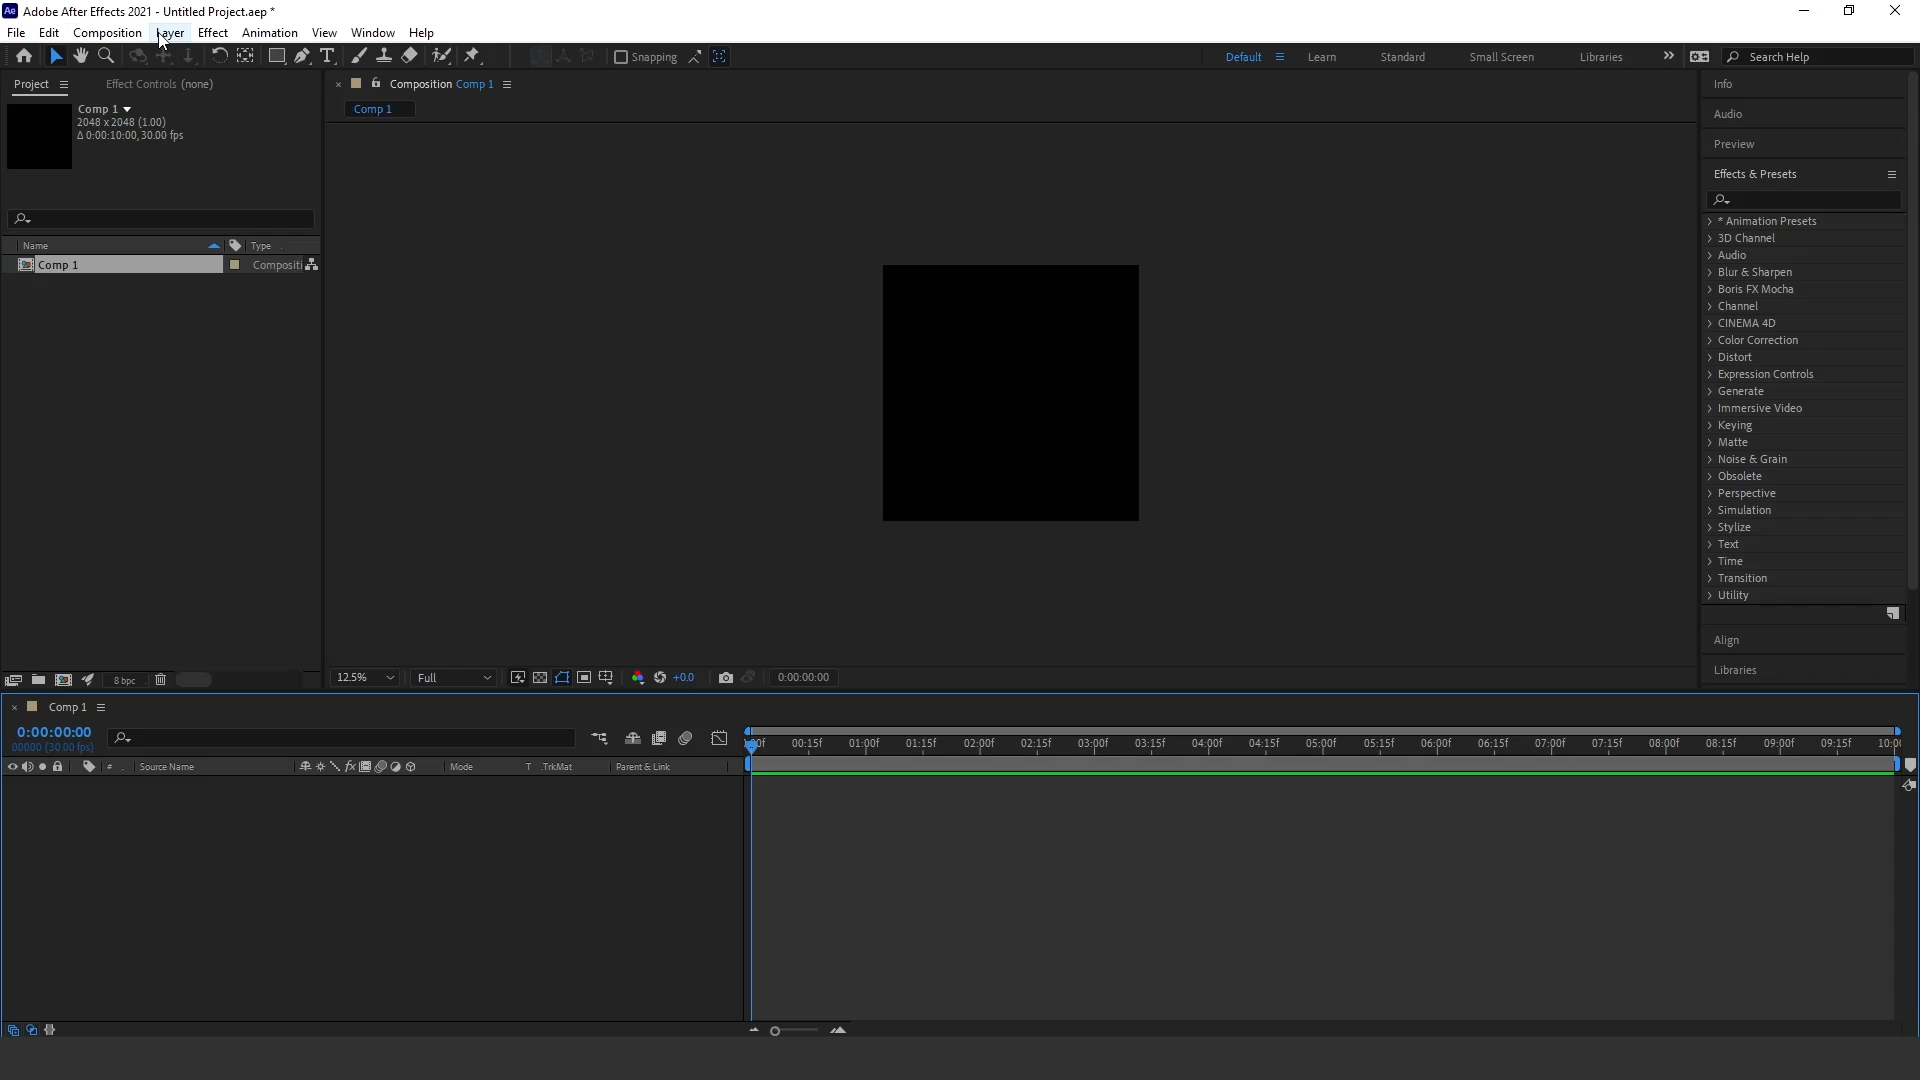 Ae Adobe After Effects 2021 - Untitled Project.aep *
File Edit Composition Layer Effect Animation View Window Help
Snapping Default Learn Standard Small Screen Libraries Search Help
Project Effect Controls (none)
Composition Comp 1
Comp 1
Comp 1
2048 x 2048 (1.00)
Δ 0:00:10:00, 30.00 fps
Name Type
Comp 1 Compositi
8 bpc
12.5% Full +0.0 0:00:00:00
Info
Audio
Preview
Effects & Presets
* Animation Presets
3D Channel
Audio
Blur & Sharpen
Boris FX Mocha
Channel
CINEMA 4D
Color Correction
Distort
Expression Controls
Generate
Immersive Video
Keying
Matte
Noise & Grain
Obsolete
Perspective
Simulation
Stylize
Text
Time
Transition
Utility
Align
Libraries
Comp 1
0:00:00:00
00000 (30.00 fps)
00:15f 01:00f 01:15f 02:00f 02:15f 03:00f 03:15f 04:00f 04:15f 05:00f 05:15f 06:00f 06:15f 07:00f 07:15f 08:00f 08:15f 09:00f 09:15f 10:0
# Source Name fx Mode T .TrkMat Parent & Link